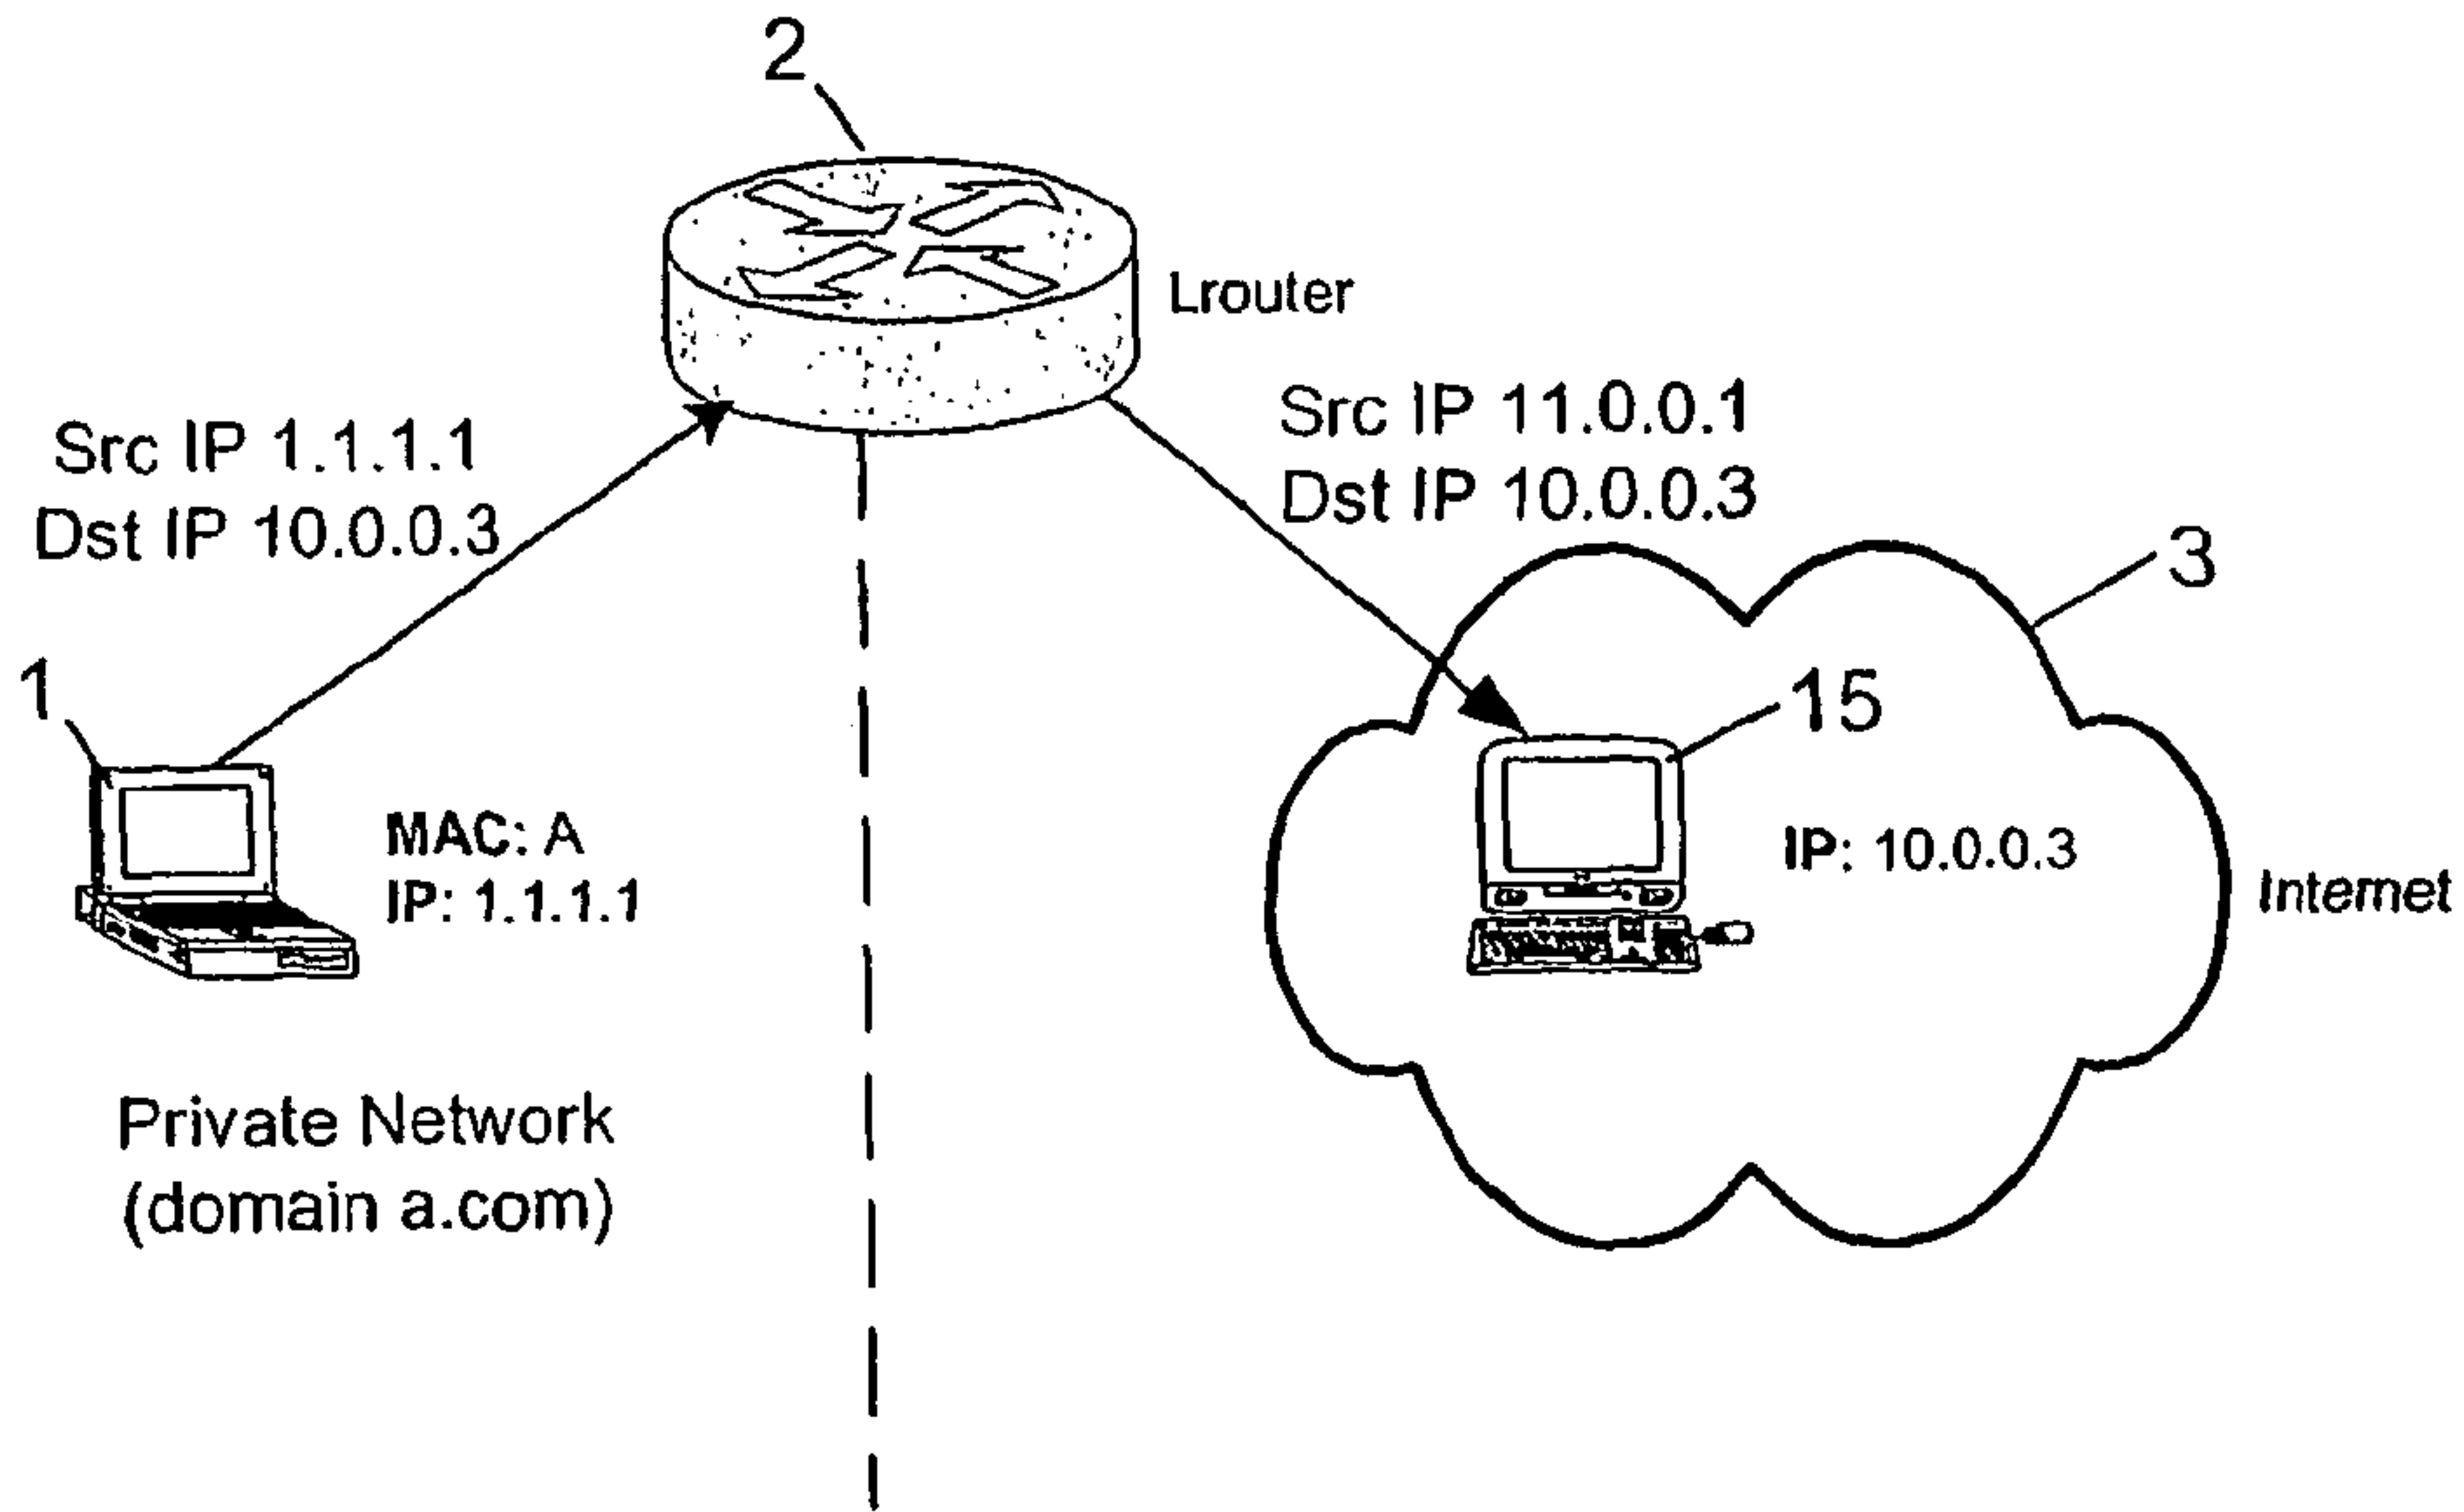 2
Lrouter
Src IP 1.1.1.1
Dst IP 10.0.0.3
Src IP 11.0.0.1
Dst IP 10.0.0.3
3
1
15
MAC: A
IP: 1.1.1.1
IP: 10.0.0.3
Internet
Private Network
(domain a.com)